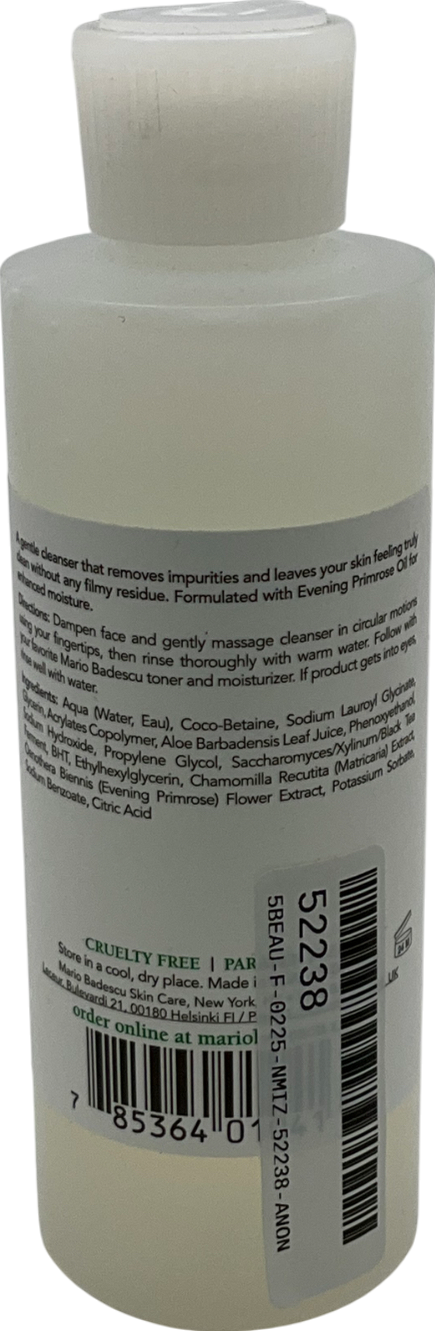 A gentle cleanser that removes impurities and leaves your skin feeling truly
clean without any filmy residue. Formulated with Evening Primrose Oil for
enhanced moisture.
Directions: Dampen face and gently massage cleanser in circular motions
using your fingertips, then rinse thoroughly with warm water. Follow with
your favorite Mario Badescu toner and moisturizer. If product gets into eyes,
rinse well with water.
Ingredients: Aqua (Water, Eau), Coco-Betaine, Sodium Lauroyl Glycinate,
Glycerin, Acrylates Copolymer, Aloe Barbadensis Leaf Juice, Phenoxyethanol,
Sodium Hydroxide, Propylene Glycol, Saccharomyces/Xylinum/Black Tea
Ferment, BHT, Ethylhexylglycerin, Chamomilla Recutita (Matricaria) Extract,
Oenothera Biennis (Evening Primrose) Flower Extract, Potassium Sorbate,
Sodium Benzoate, Citric Acid
CRUELTY FREE | PAR
Store in a cool, dry place. Made i
Mario Badescu Skin Care, New York
Bulevardi 21, 00180 Helsinki FI / P
UK
order online at mario
7 85364 01 41
52238
5BEAU-F-0225-NMIZ-52238-ANON